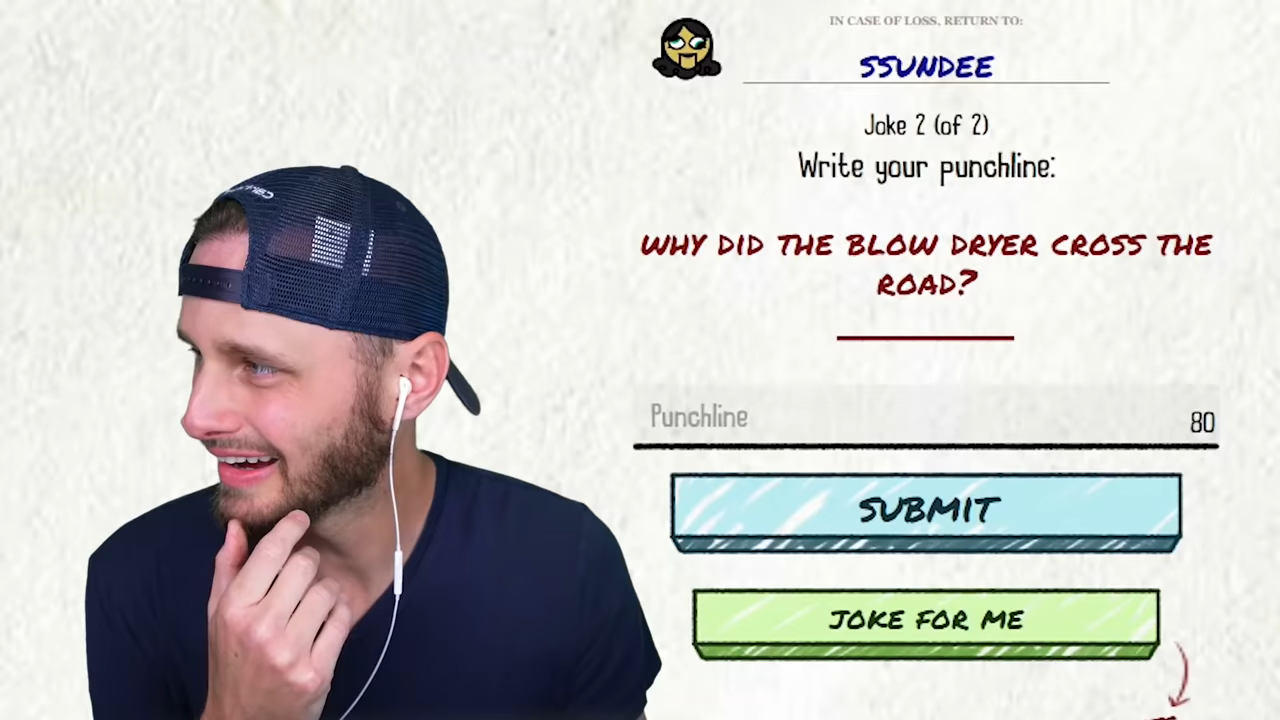 IN CASE OF LOSS, RETURN TO:
SSUNDEE
Joke 2 (of 2)
Write your punchline:
WHY DID THE BLOW DRYER CROSS THE
ROAD?
Punchline
80
SUBMIT
JOKE FOR ME